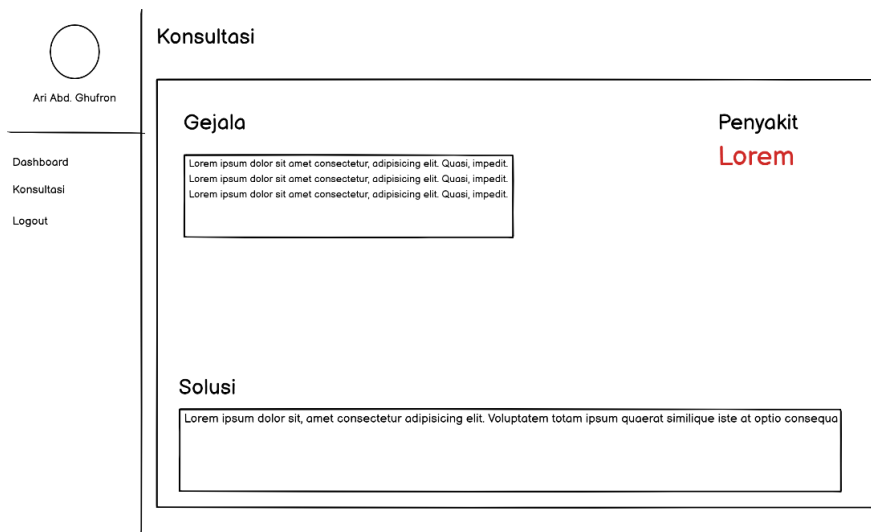 Konsultasi
Ari Abd. Ghufron
Dashboard
Konsultasi
Logout
Gejala
Lorem ipsum dolor sit amet consectetur, adipisicing elit. Quasi, impedit.
Lorem ipsum dolor sit amet consectetur, adipisicing elit. Quasi, impedit.
Lorem ipsum dolor sit amet consectetur, adipisicing elit. Quasi, impedit.
Penyakit
Lorem
Solusi
Lorem ipsum dolor sit, amet consectetur adipisicing elit. Voluptatem totam ipsum quaerat similique iste at optio consequa